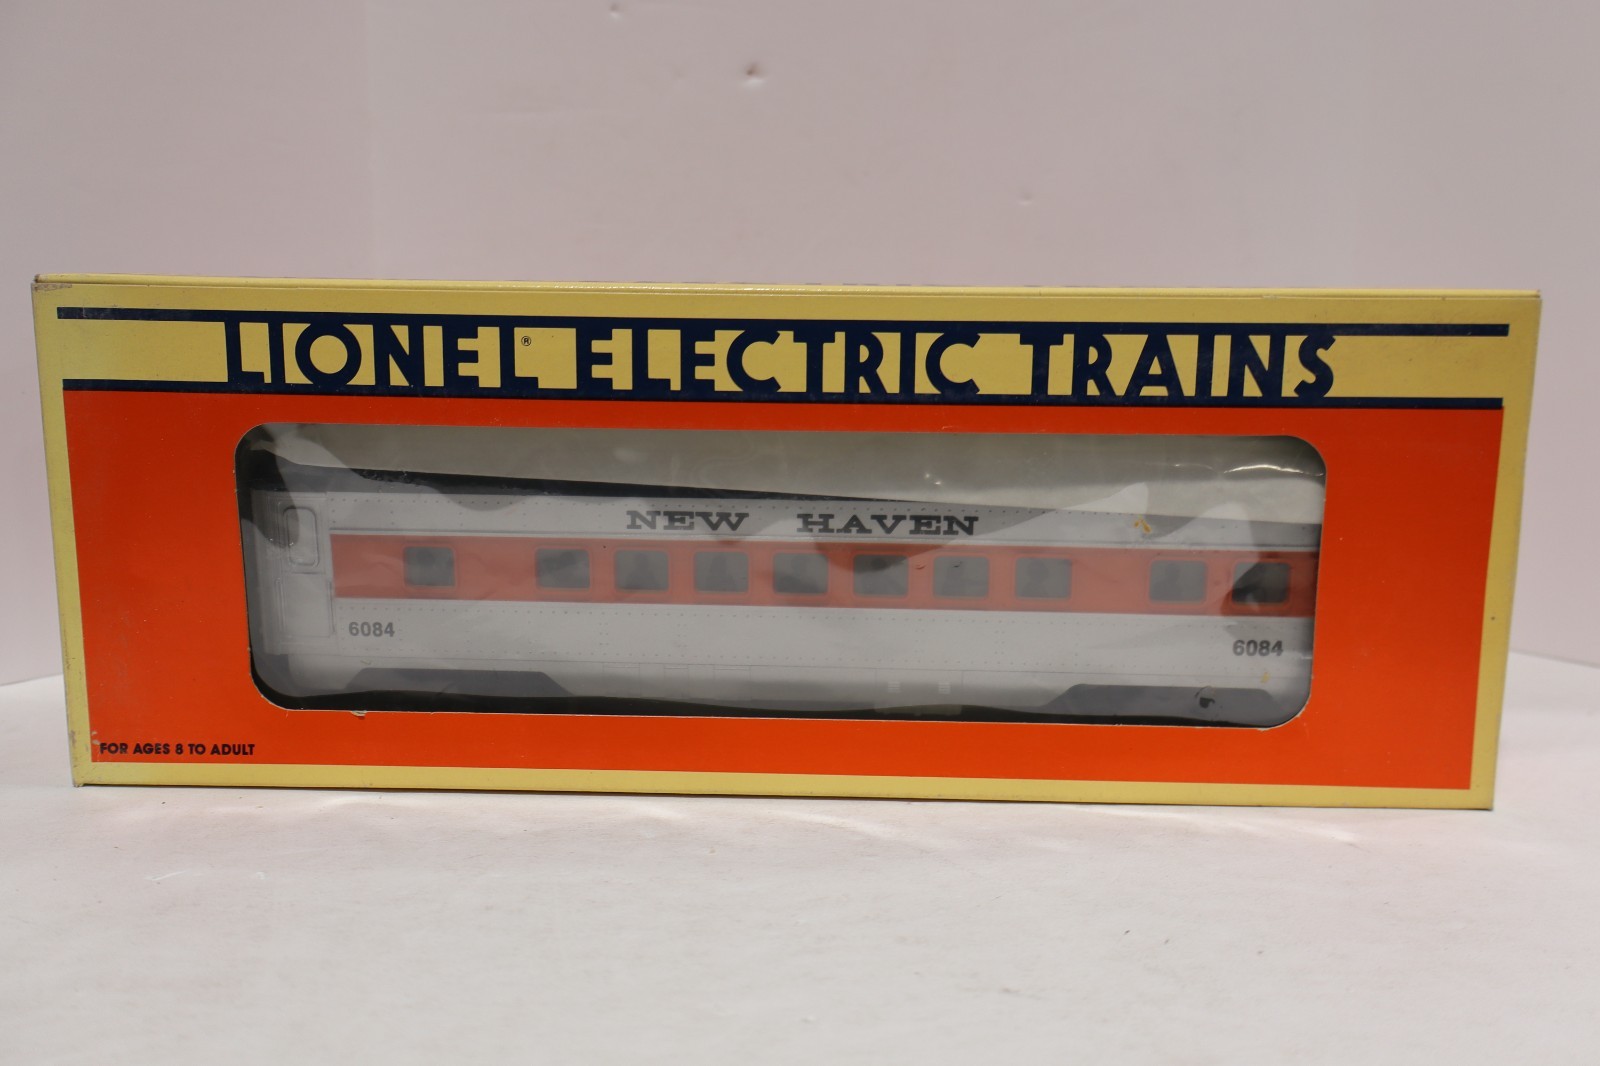 LIONEL® ELECTRIC TRAINS
NEW HAVEN
6084
6084
FOR AGES 8 TO ADULT